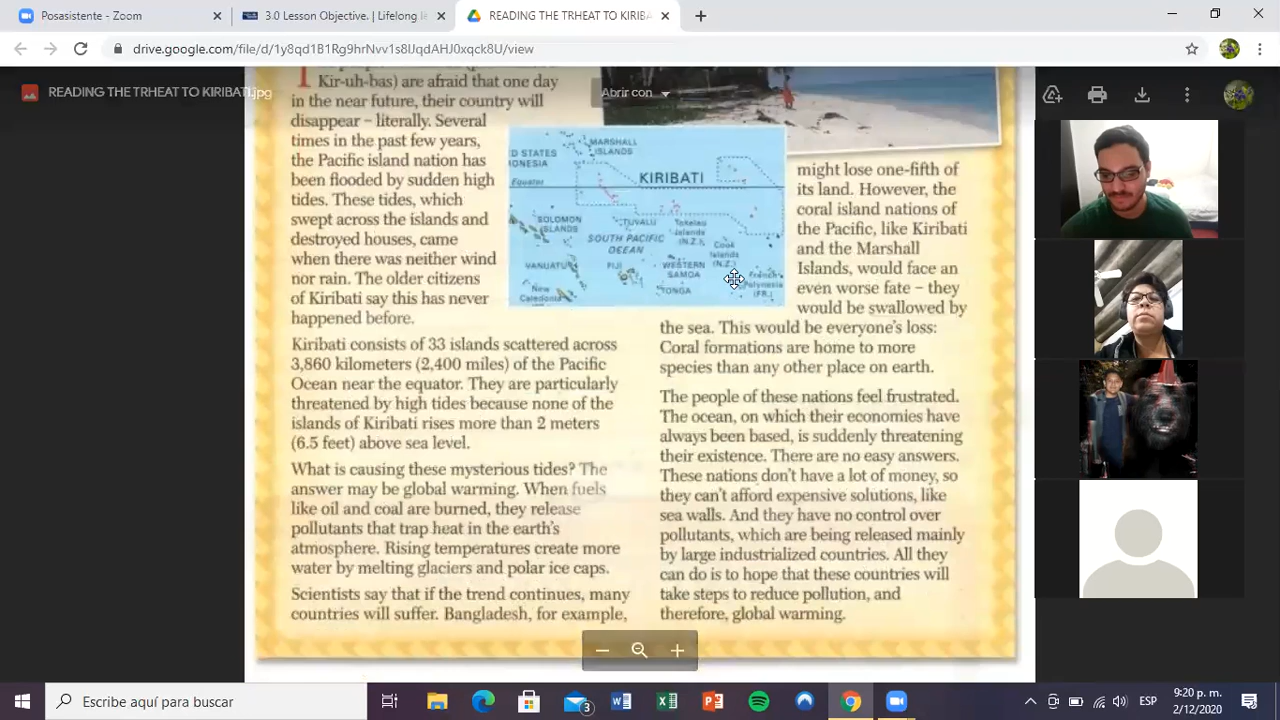 Posasistente - Zoom
3.0 Lesson Objective. | Lifelong l
READING THE TRHEAT TO KIRIBA
drive.google.com/file/d/1y8qd1B1Rg9hrNvv1s8IJqdAHJ0xqck8U/view
READING THE TRHEAT TO KIRIBATI.jpg
Abrir con
Kir-uh-bas) are afraid that one day
in the near future, their country will
disappear – literally. Several
times in the past few years,
the Pacific island nation has
been flooded by sudden high
tides. These tides, which
swept across the islands and
destroyed houses, came
when there was neither wind
nor rain. The older citizens
of Kiribati say this has never
happened before.
Kiribati consists of 33 islands scattered across
3,860 kilometers (2,400 miles) of the Pacific
Ocean near the equator. They are particularly
threatened by high tides because none of the
islands of Kiribati rises more than 2 meters
(6.5 feet) above sea level.
What is causing these mysterious tides? The
answer may be global warming. When fuels
like oil and coal are burned, they release
pollutants that trap heat in the earth's
atmosphere. Rising temperatures create more
water by melting glaciers and polar ice caps.
Scientists say that if the trend continues, many
countries will suffer. Bangladesh, for example,
D STATES
ONESIA
MARSHALL
ISLANDS
Equator
KIRIBATI
SOLOMON
ISLANDS
TUVALU
Tokelau
Islands
(N.Z.)
SOUTH PACIFIC
OCEAN
Cook
Islands
(N.Z.)
VANUATU
FIJI
WESTERN
SAMOA
French
Polynesia
(FR.)
New
Caledonia
TONGA
might lose one-fifth of
its land. However, the
coral island nations of
the Pacific, like Kiribati
and the Marshall
Islands, would face an
even worse fate – they
would be swallowed by
the sea. This would be everyone's loss:
Coral formations are home to more
species than any other place on earth.
The people of these nations feel frustrated.
The ocean, on which their economies have
always been based, is suddenly threatening
their existence. There are no easy answers.
These nations don't have a lot of money, so
they can't afford expensive solutions, like
sea walls. And they have no control over
pollutants, which are being released mainly
by large industrialized countries. All they
can do is to hope that these countries will
take steps to reduce pollution, and
therefore, global warming.
Escribe aquí para buscar
3
ESP
9:20 p. m.
2/12/2020